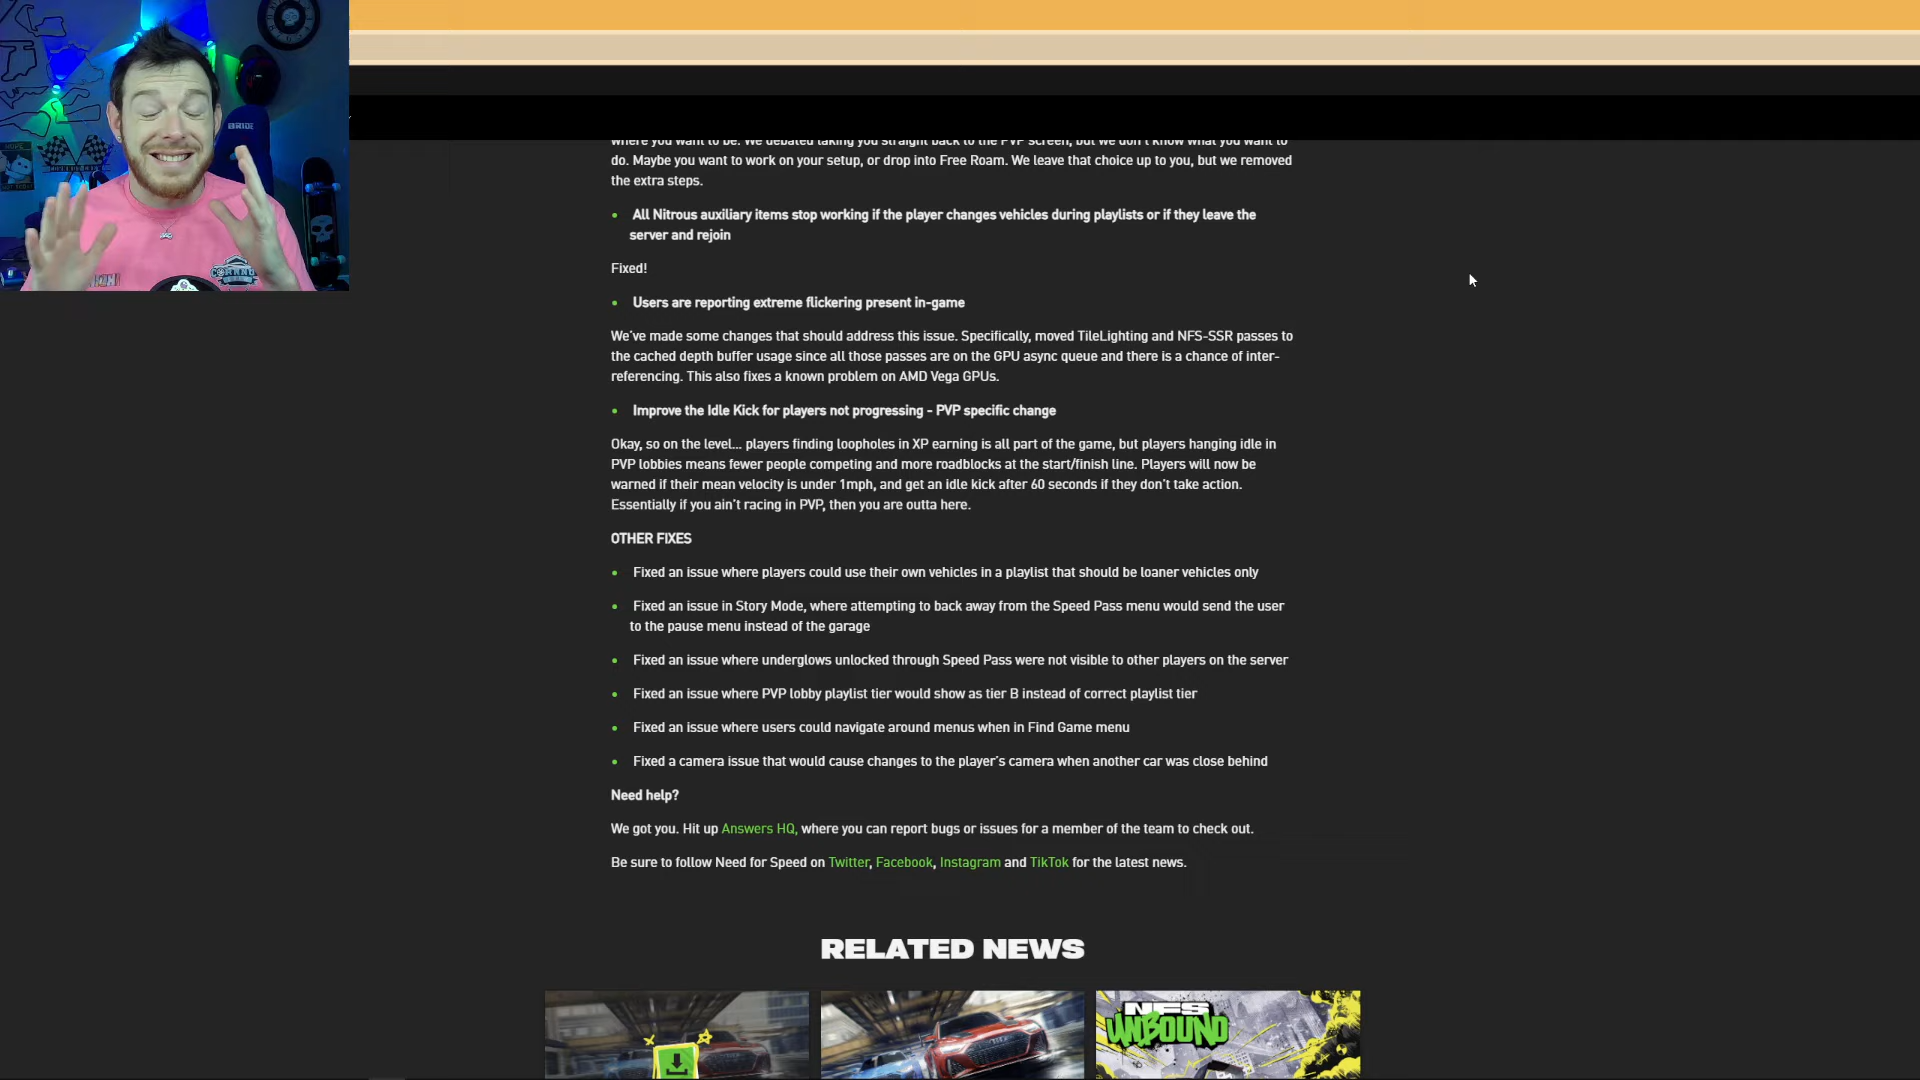 BRIDE
where you want to be. We debated taking you straight back to the PVP screen, but we don't know what you want to
do. Maybe you want to work on your setup, or drop into Free Roam. We leave that choice up to you, but we removed
the extra steps.
• All Nitrous auxiliary items stop working if the player changes vehicles during playlists or if they leave the
server and rejoin
Fixed!
• Users are reporting extreme flickering present in-game
We've made some changes that should address this issue. Specifically, moved TileLighting and NFS-SSR passes to
the cached depth buffer usage since all those passes are on the GPU async queue and there is a chance of inter-
referencing. This also fixes a known problem on AMD Vega GPUs.
• Improve the Idle Kick for players not progressing - PVP specific change
Okay, so on the level... players finding loopholes in XP earning is all part of the game, but players hanging idle in
PVP lobbies means fewer people competing and more roadblocks at the start/finish line. Players will now be
warned if their mean velocity is under 1mph, and get an idle kick after 60 seconds if they don't take action.
Essentially if you ain't racing in PVP, then you are outta here.
OTHER FIXES
• Fixed an issue where players could use their own vehicles in a playlist that should be loaner vehicles only
• Fixed an issue in Story Mode, where attempting to back away from the Speed Pass menu would send the user
to the pause menu instead of the garage
• Fixed an issue where underglows unlocked through Speed Pass were not visible to other players on the server
• Fixed an issue where PVP lobby playlist tier would show as tier B instead of correct playlist tier
• Fixed an issue where users could navigate around menus when in Find Game menu
• Fixed a camera issue that would cause changes to the player's camera when another car was close behind
Need help?
We got you. Hit up Answers HQ, where you can report bugs or issues for a member of the team to check out.
Be sure to follow Need for Speed on Twitter, Facebook, Instagram and TikTok for the latest news.
RELATED NEWS
NFS
UNBOUND